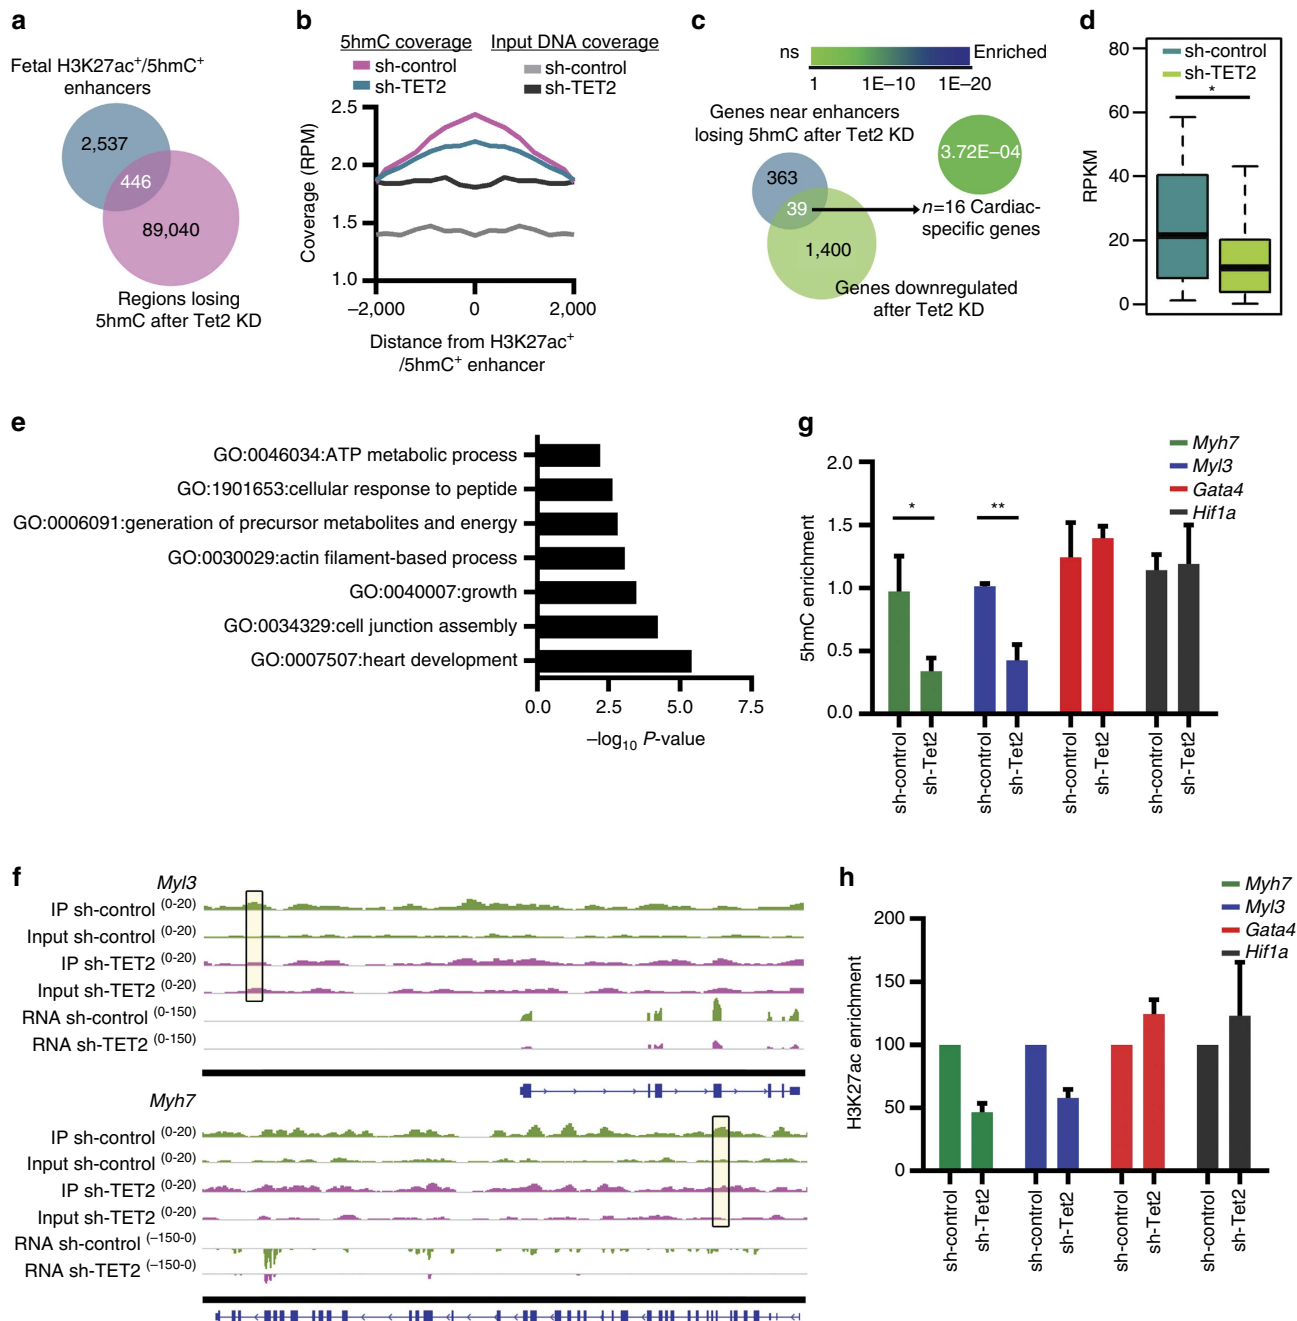 a
Fetal H3K27ac+/5hmC+
enhancers
2,537
446
89,040
Regions losing
5hmC after Tet2 KD
b
5hmC coverage
sh-control
sh-TET2
Input DNA coverage
sh-control
sh-TET2
Coverage (RPM)
2.5
2.0
1.5
1.0
−2,000
0
2,000
Distance from H3K27ac+
/5hmC+ enhancer
c
ns
Enriched
1
1E−10
1E−20
Genes near enhancers
losing 5hmC after Tet2 KD
3.72E−04
363
39
n=16 Cardiac-
specific genes
1,400
Genes downregulated
after Tet2 KD
d
sh-control
sh-TET2
*
RPKM
80
60
40
20
0
e
GO:0046034:ATP metabolic process
GO:1901653:cellular response to peptide
GO:0006091:generation of precursor metabolites and energy
GO:0030029:actin filament-based process
GO:0040007:growth
GO:0034329:cell junction assembly
GO:0007507:heart development
0.0
2.5
5.0
7.5
−log10 P-value
g
Myh7
Myl3
Gata4
Hif1a
5hmC enrichment
2.0
1.5
1.0
0.5
0.0
*
**
sh-control
sh-Tet2
sh-control
sh-Tet2
sh-control
sh-Tet2
sh-control
sh-Tet2
f
Myl3
IP sh-control (0-20)
Input sh-control (0-20)
IP sh-TET2 (0-20)
Input sh-TET2 (0-20)
RNA sh-control (0-150)
RNA sh-TET2 (0-150)
Myh7
IP sh-control (0-20)
Input sh-control (0-20)
IP sh-TET2 (0-20)
Input sh-TET2 (0-20)
RNA sh-control (−150-0)
RNA sh-TET2 (−150-0)
h
Myh7
Myl3
Gata4
Hif1a
H3K27ac enrichment
200
150
100
50
0
sh-control
sh-Tet2
sh-control
sh-Tet2
sh-control
sh-Tet2
sh-control
sh-Tet2